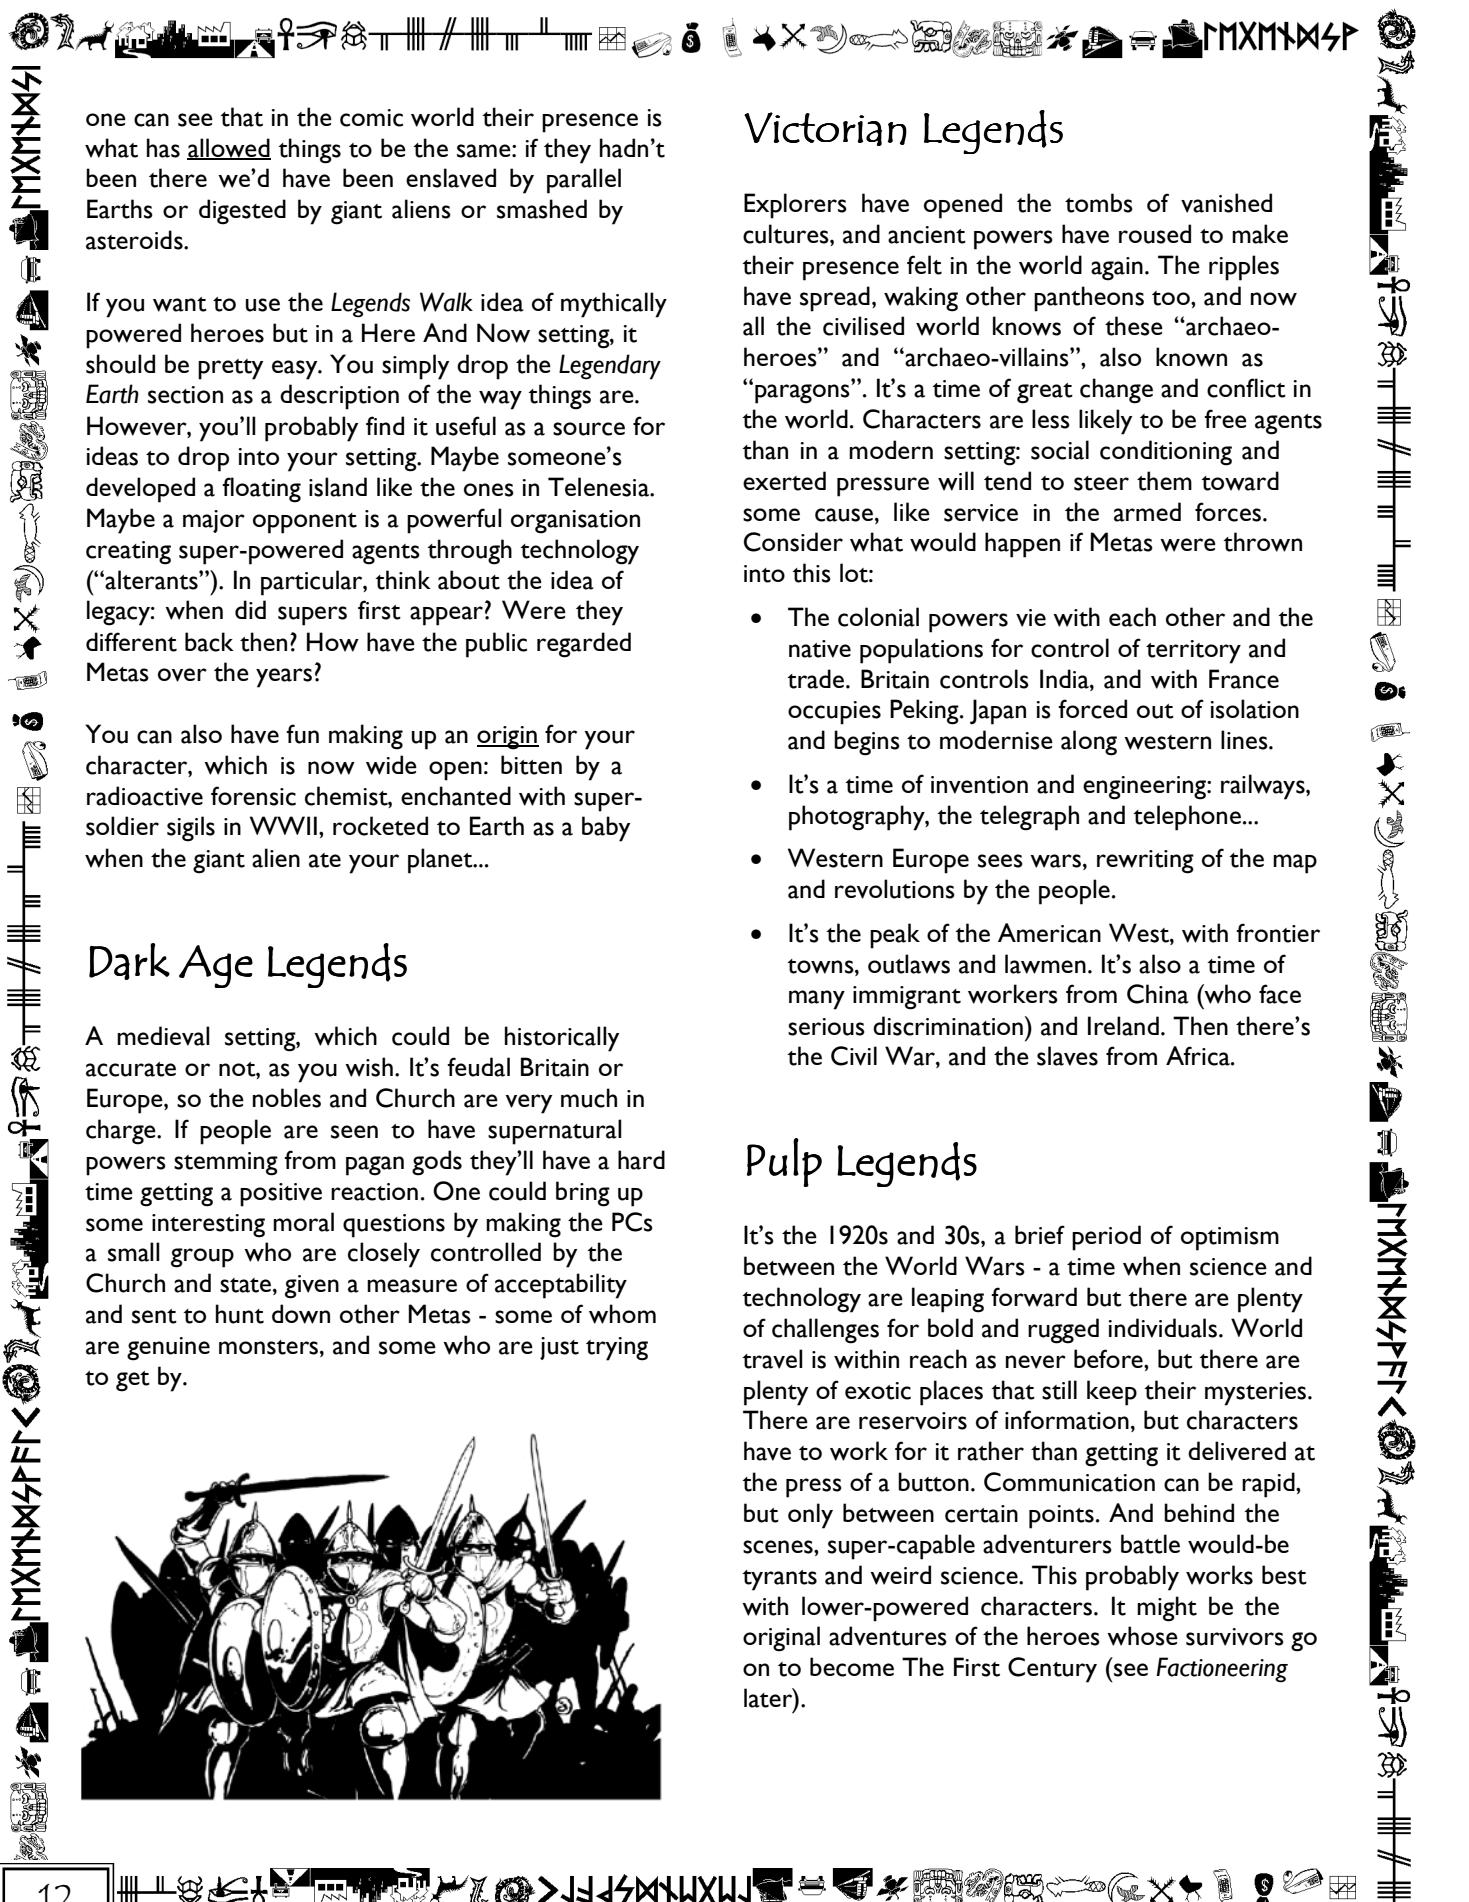 ᛚᛖᚷᛖᚾᛞᛋᚹ
one can see that in the comic world their presence is
what has allowed things to be the same: if they hadn’t
been there we’d have been enslaved by parallel
Earths or digested by giant aliens or smashed by
asteroids.
If you want to use the Legends Walk idea of mythically
powered heroes but in a Here And Now setting, it
should be pretty easy. You simply drop the Legendary
Earth section as a description of the way things are.
However, you’ll probably find it useful as a source for
ideas to drop into your setting. Maybe someone’s
developed a floating island like the ones in Telenesia.
Maybe a major opponent is a powerful organisation
creating super-powered agents through technology
(“alterants”). In particular, think about the idea of
legacy: when did supers first appear? Were they
different back then? How have the public regarded
Metas over the years?
You can also have fun making up an origin for your
character, which is now wide open: bitten by a
radioactive forensic chemist, enchanted with super-
soldier sigils in WWII, rocketed to Earth as a baby
when the giant alien ate your planet...
Dark Age Legends
A medieval setting, which could be historically
accurate or not, as you wish. It’s feudal Britain or
Europe, so the nobles and Church are very much in
charge. If people are seen to have supernatural
powers stemming from pagan gods they’ll have a hard
time getting a positive reaction. One could bring up
some interesting moral questions by making the PCs
a small group who are closely controlled by the
Church and state, given a measure of acceptability
and sent to hunt down other Metas - some of whom
are genuine monsters, and some who are just trying
to get by.
Victorian Legends
Explorers have opened the tombs of vanished
cultures, and ancient powers have roused to make
their presence felt in the world again. The ripples
have spread, waking other pantheons too, and now
all the civilised world knows of these “archaeo-
heroes” and “archaeo-villains”, also known as
“paragons”. It’s a time of great change and conflict in
the world. Characters are less likely to be free agents
than in a modern setting: social conditioning and
exerted pressure will tend to steer them toward
some cause, like service in the armed forces.
Consider what would happen if Metas were thrown
into this lot:
• The colonial powers vie with each other and the
native populations for control of territory and
trade. Britain controls India, and with France
occupies Peking. Japan is forced out of isolation
and begins to modernise along western lines.
• It’s a time of invention and engineering: railways,
photography, the telegraph and telephone...
• Western Europe sees wars, rewriting of the map
and revolutions by the people.
• It’s the peak of the American West, with frontier
towns, outlaws and lawmen. It’s also a time of
many immigrant workers from China (who face
serious discrimination) and Ireland. Then there’s
the Civil War, and the slaves from Africa.
Pulp Legends
It’s the 1920s and 30s, a brief period of optimism
between the World Wars - a time when science and
technology are leaping forward but there are plenty
of challenges for bold and rugged individuals. World
travel is within reach as never before, but there are
plenty of exotic places that still keep their mysteries.
There are reservoirs of information, but characters
have to work for it rather than getting it delivered at
the press of a button. Communication can be rapid,
but only between certain points. And behind the
scenes, super-capable adventurers battle would-be
tyrants and weird science. This probably works best
with lower-powered characters. It might be the
original adventures of the heroes whose survivors go
on to become The First Century (see Factioneering
later).
12